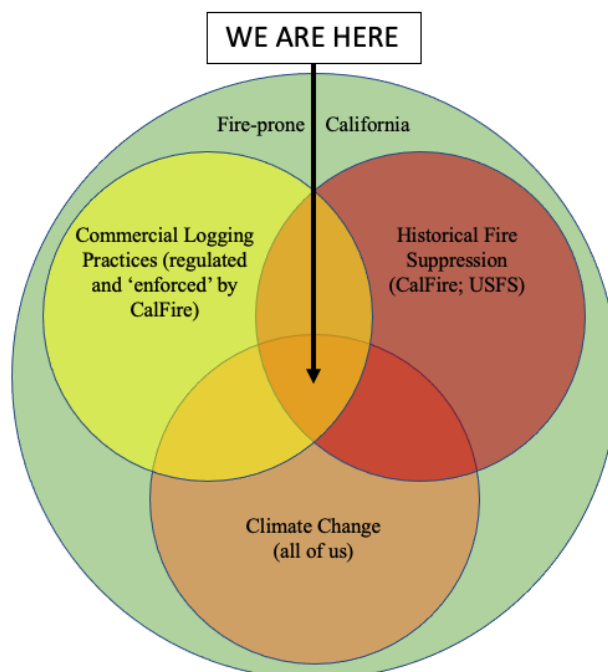 WE ARE HERE
Fire-prone California
Commercial Logging
Practices (regulated
and ‘enforced’ by
CalFire)
Historical Fire
Suppression
(CalFire; USFS)
Climate Change
(all of us)